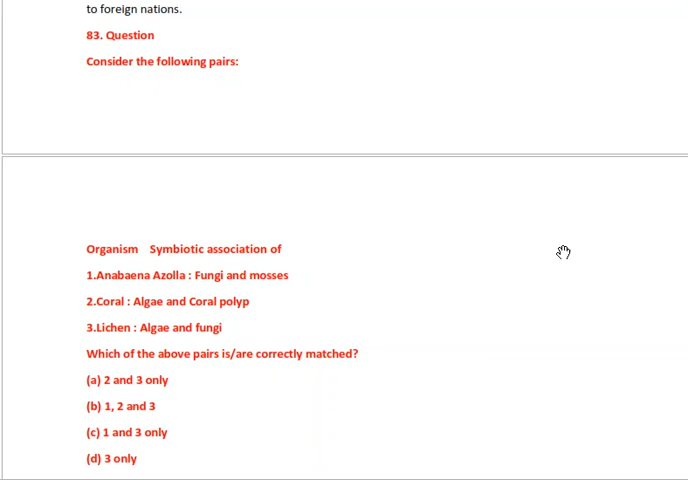 to foreign nations.
83. Question
Consider the following pairs:
Organism Symbiotic association of
1.Anabaena Azolla : Fungi and mosses
2.Coral : Algae and Coral polyp
3.Lichen : Algae and fungi
Which of the above pairs is/are correctly matched?
(a) 2 and 3 only
(b) 1, 2 and 3
(c) 1 and 3 only
(d) 3 only